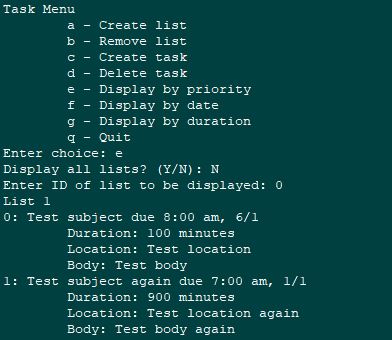 Task Menu
a - Create list
b - Remove list
c - Create task
d - Delete task
e - Display by priority
f - Display by date
g - Display by duration
q - Quit
Enter choice: e
Display all lists? (Y/N): N
Enter ID of list to be displayed: 0
List 1
0: Test subject due 8:00 am, 6/1
Duration: 100 minutes
Location: Test location
Body: Test body
1: Test subject again due 7:00 am, 1/1
Duration: 900 minutes
Location: Test location again
Body: Test body again